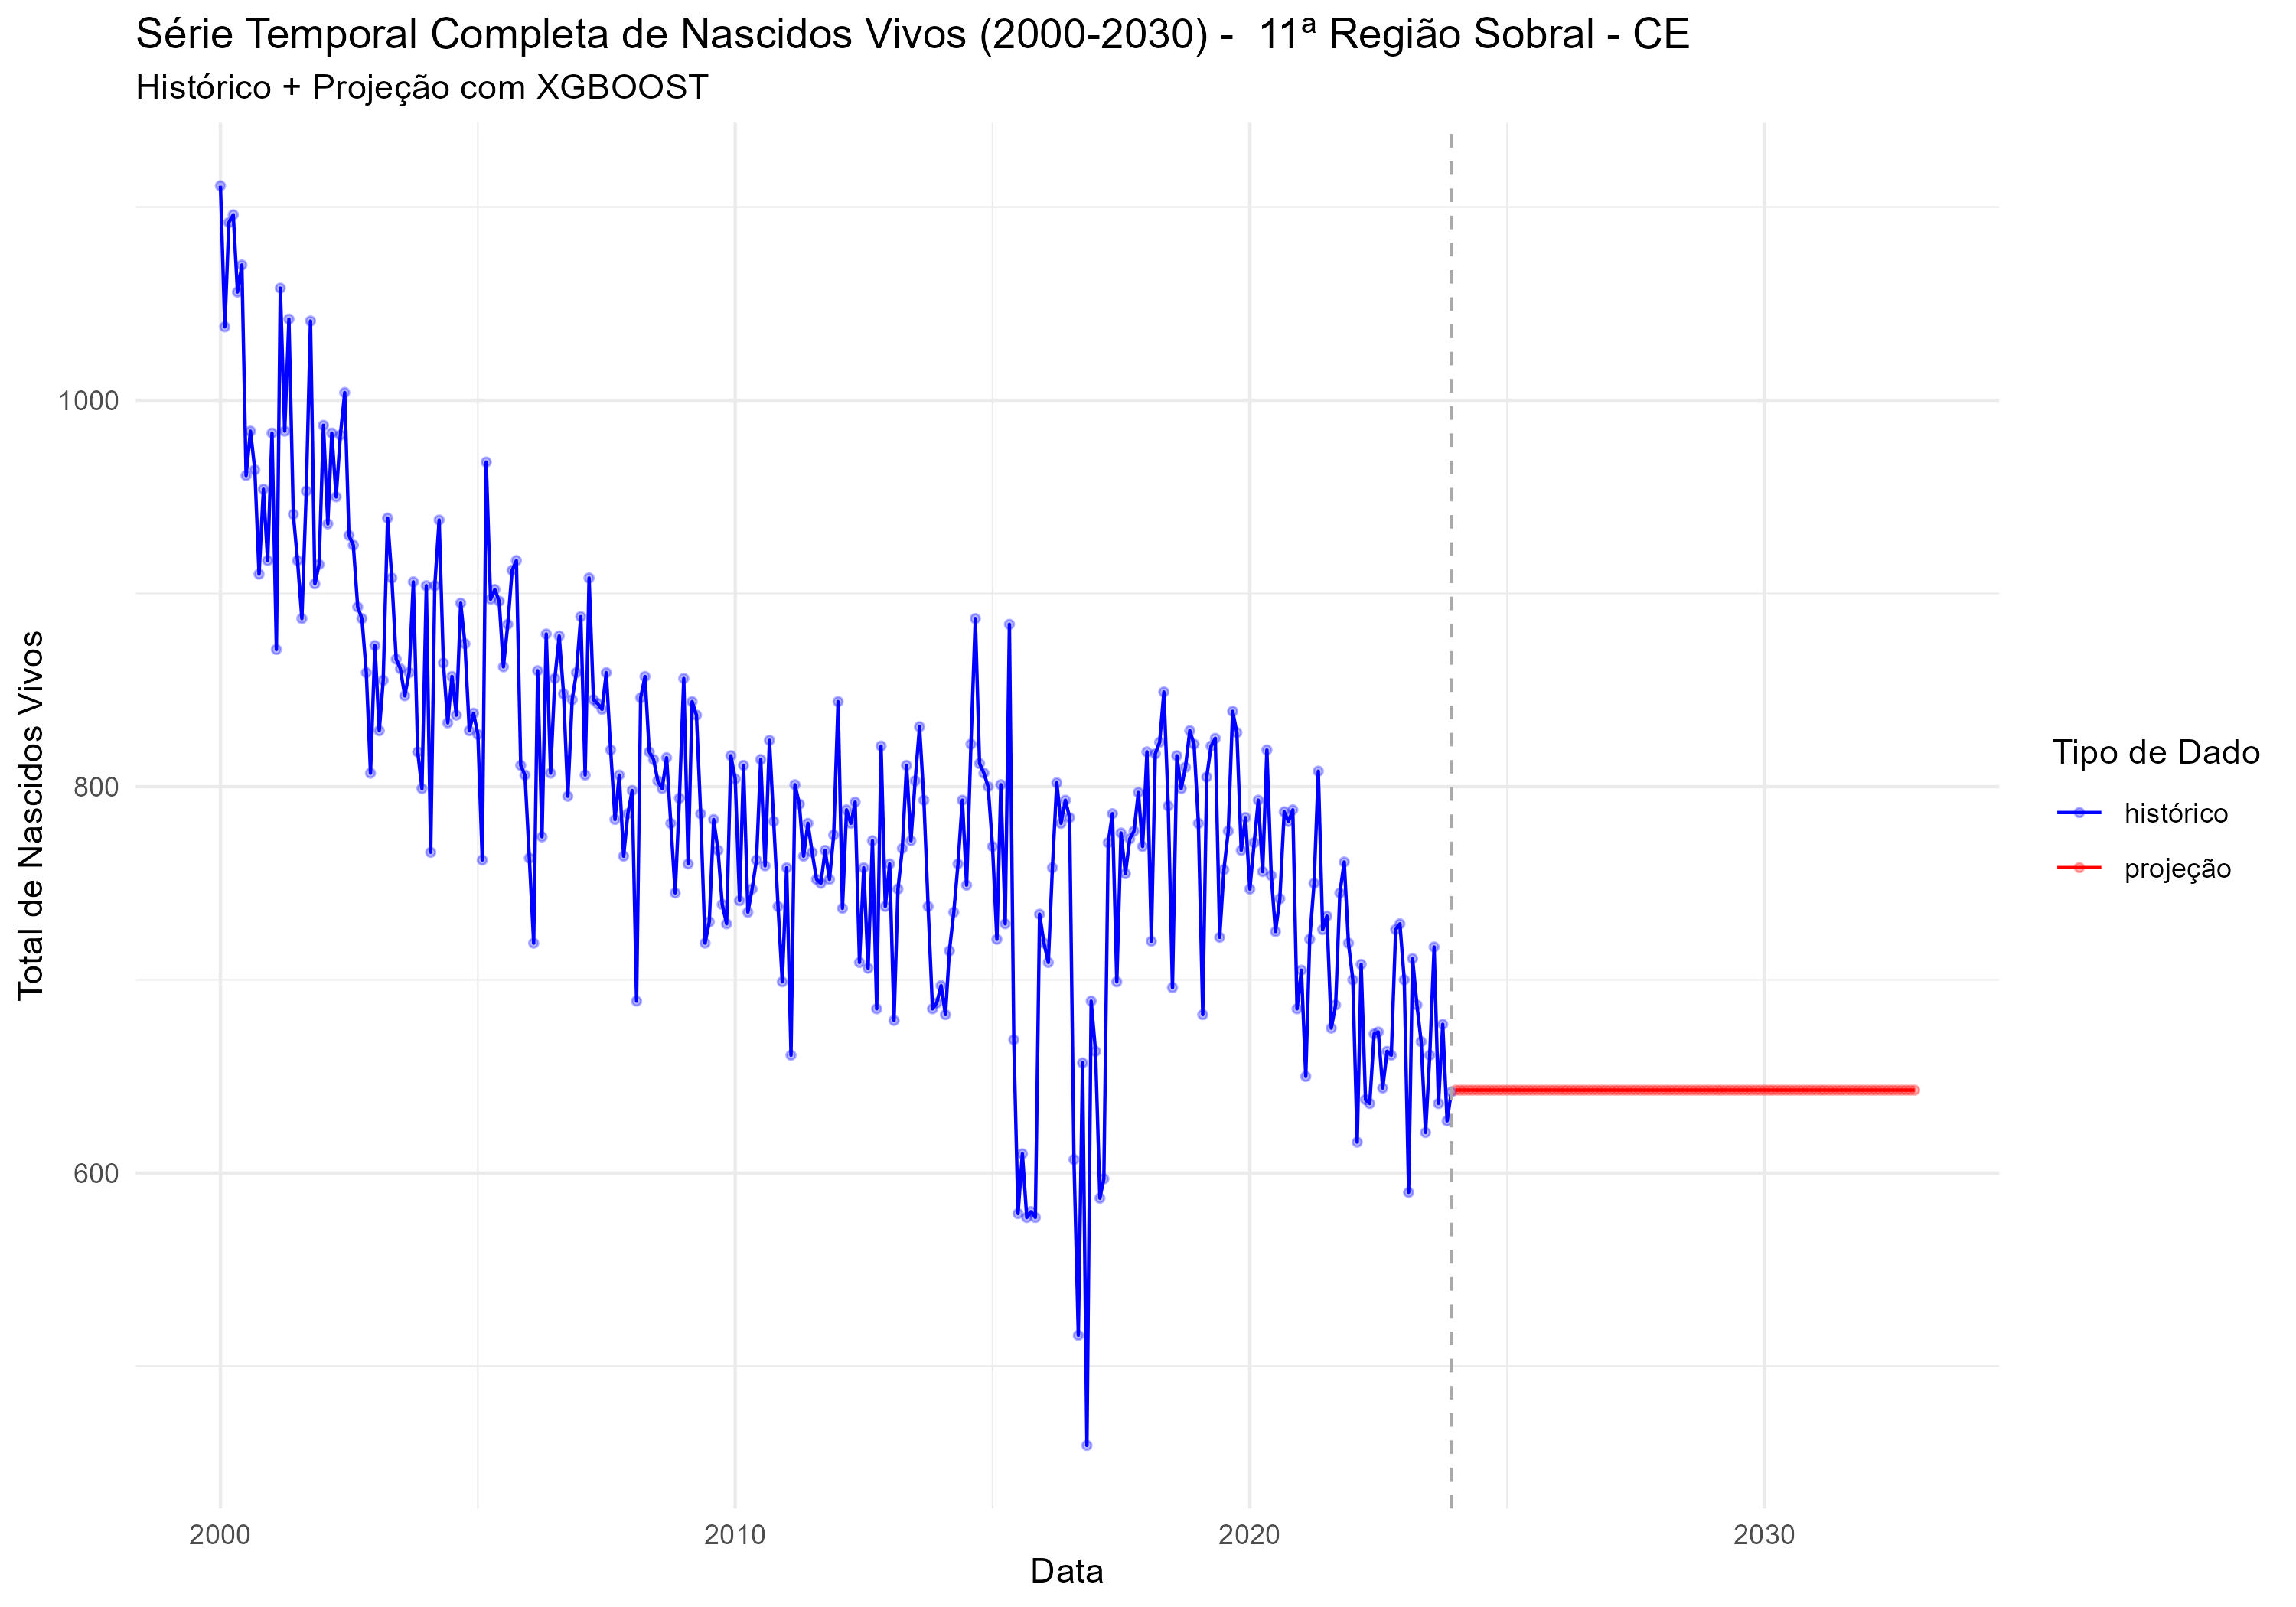 Série Temporal Completa de Nascidos Vivos (2000-2030) -  11ª Região Sobral - CE
Histórico + Projeção com XGBOOST
Total de Nascidos Vivos
1000
800
600
2000
2010
2020
2030
Data
Tipo de Dado
histórico
projeção